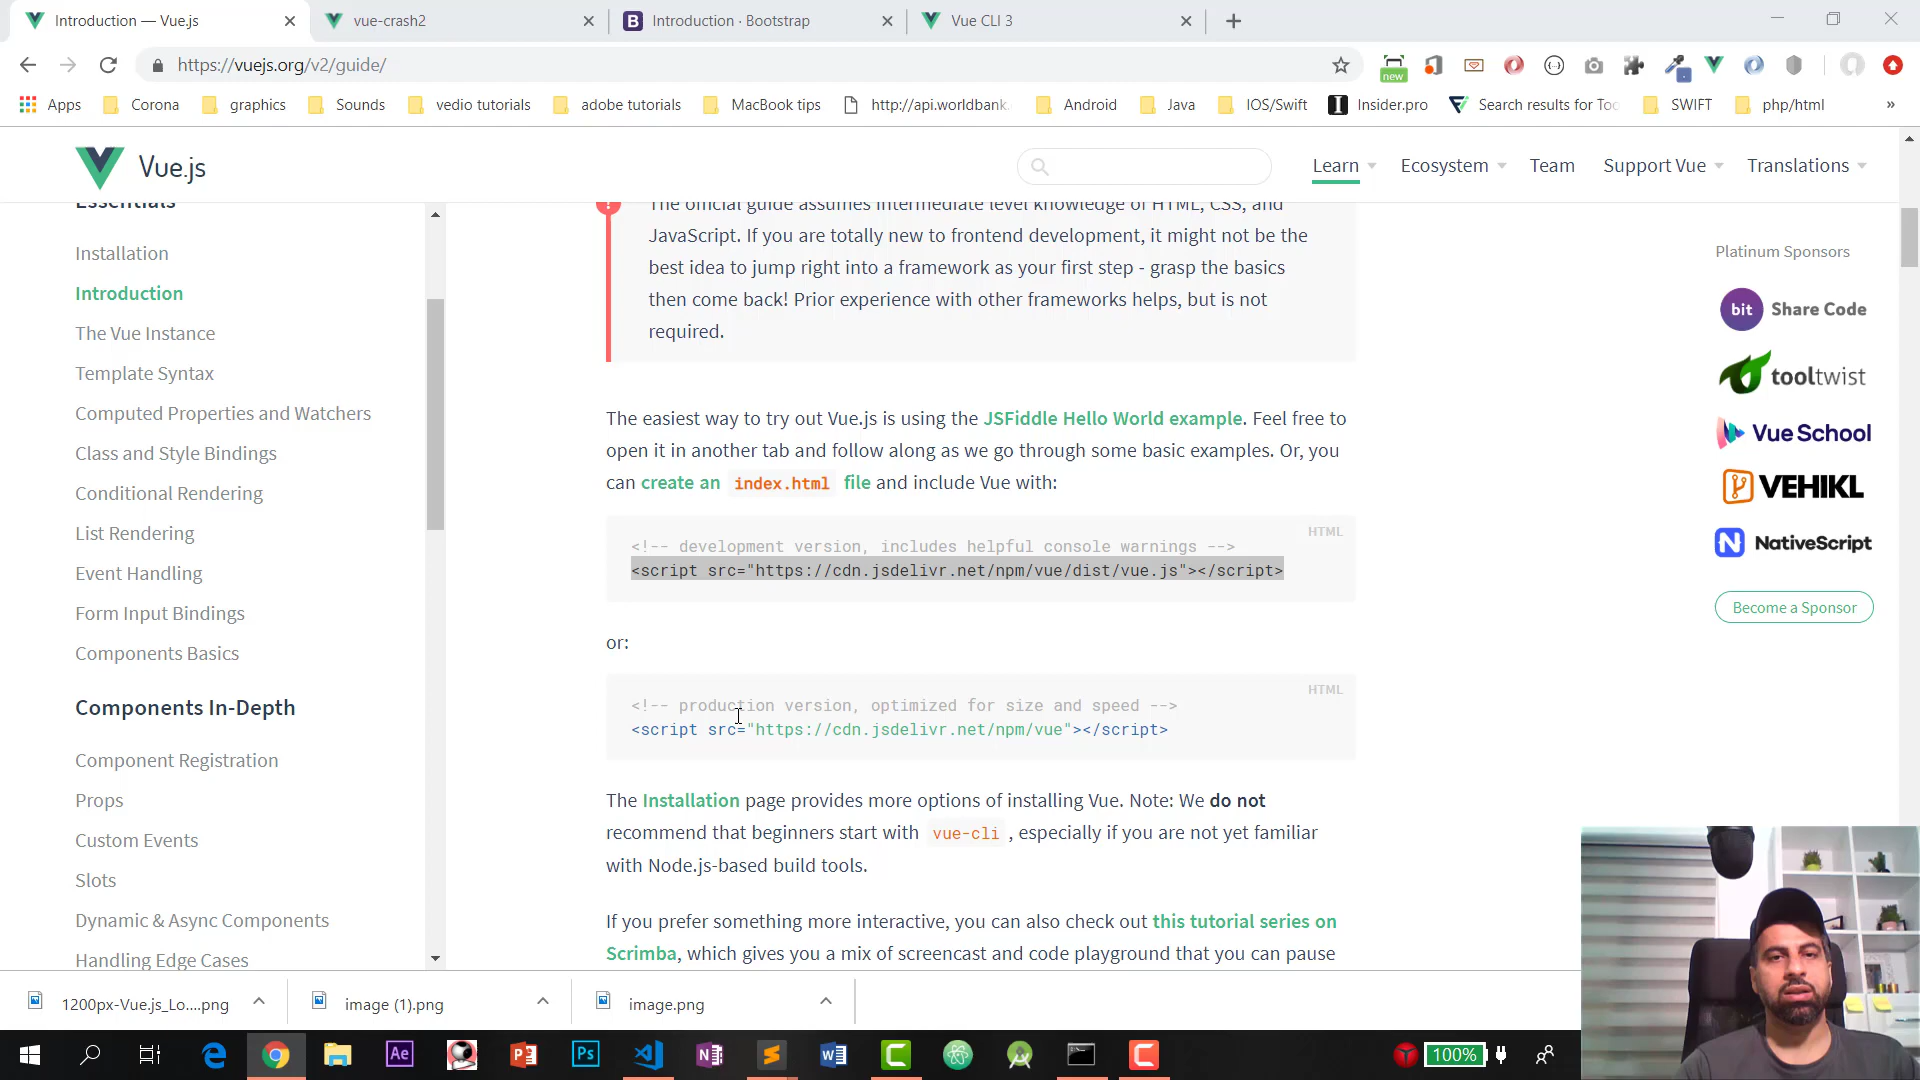 Introduction — Vue.js
vue-crash2
Introduction · Bootstrap
Vue CLI 3
https://vuejs.org/v2/guide/
new
Apps
Corona
graphics
Sounds
vedio tutorials
adobe tutorials
MacBook tips
http://api.worldbank.
Android
Java
IOS/Swift
Insider.pro
Search results for Too
SWIFT
php/html
»
Vue.js
Learn
Ecosystem
Team
Support Vue
Translations
Essentials
Installation
Introduction
The Vue Instance
Template Syntax
Computed Properties and Watchers
Class and Style Bindings
Conditional Rendering
List Rendering
Event Handling
Form Input Bindings
Components Basics
Components In-Depth
Component Registration
Props
Custom Events
Slots
Dynamic & Async Components
Handling Edge Cases
The official guide assumes intermediate level knowledge of HTML, CSS, and
JavaScript. If you are totally new to frontend development, it might not be the
best idea to jump right into a framework as your first step - grasp the basics
then come back! Prior experience with other frameworks helps, but is not
required.
The easiest way to try out Vue.js is using the JSFiddle Hello World example. Feel free to
open it in another tab and follow along as we go through some basic examples. Or, you
can create an index.html file and include Vue with:
HTML
<!-- development version, includes helpful console warnings -->
<script src="https://cdn.jsdelivr.net/npm/vue/dist/vue.js"></script>
or:
HTML
<!-- production version, optimized for size and speed -->
<script src="https://cdn.jsdelivr.net/npm/vue"></script>
The Installation page provides more options of installing Vue. Note: We do not
recommend that beginners start with vue-cli , especially if you are not yet familiar
with Node.js-based build tools.
If you prefer something more interactive, you can also check out this tutorial series on
Scrimba, which gives you a mix of screencast and code playground that you can pause
Platinum Sponsors
bit Share Code
tooltwist
Vue School
VEHIKL
NativeScript
Become a Sponsor
1200px-Vue.js_Lo....png
image (1).png
image.png
100%